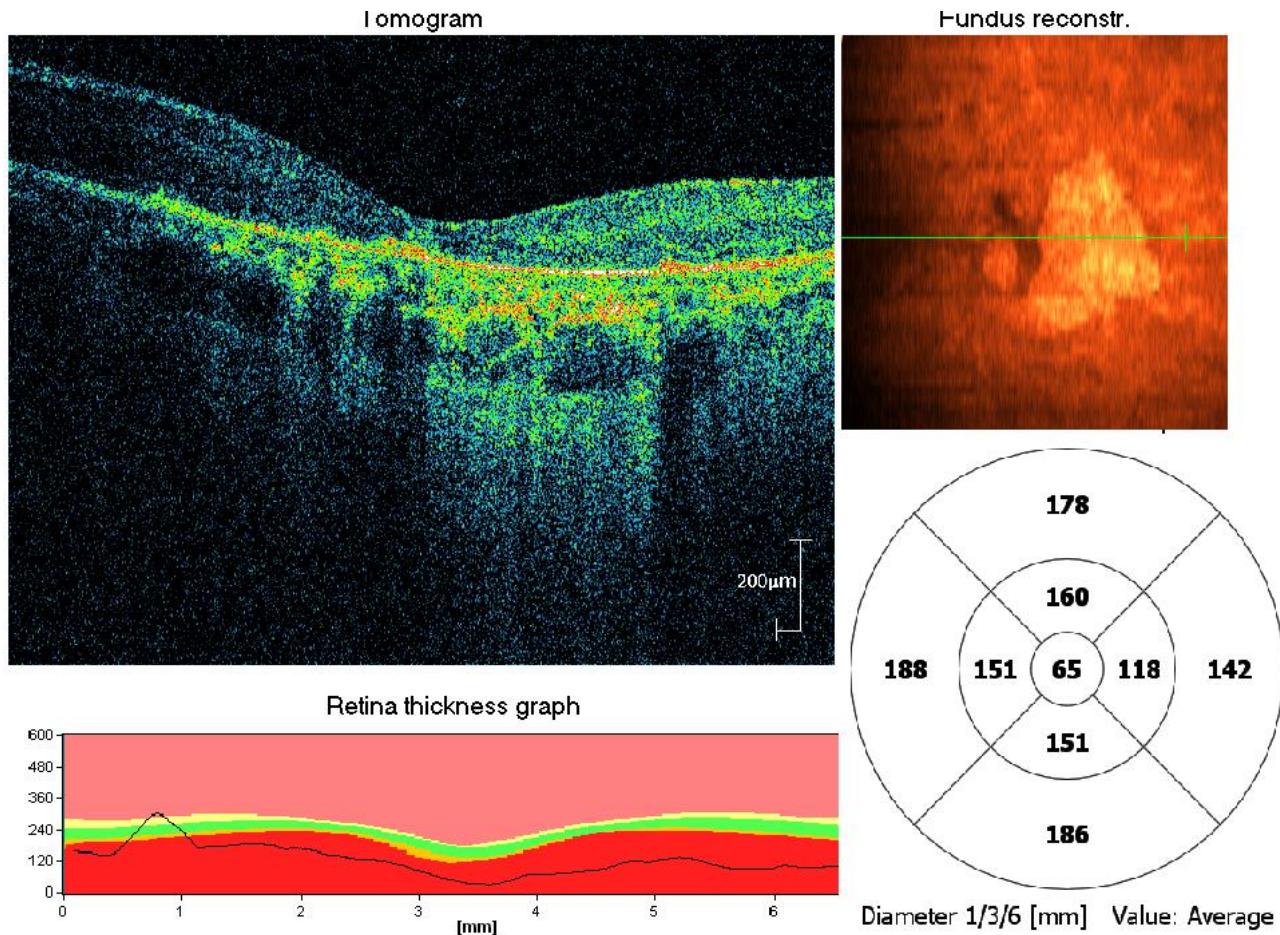 Tomogram
Fundus reconstr.
200µm
178
160
188 151 65 118 142
151
186
Diameter 1/3/6 [mm] Value: Average
Retina thickness graph
600
480
360
240
120
0
0 1 2 3 4 5 6
[mm]